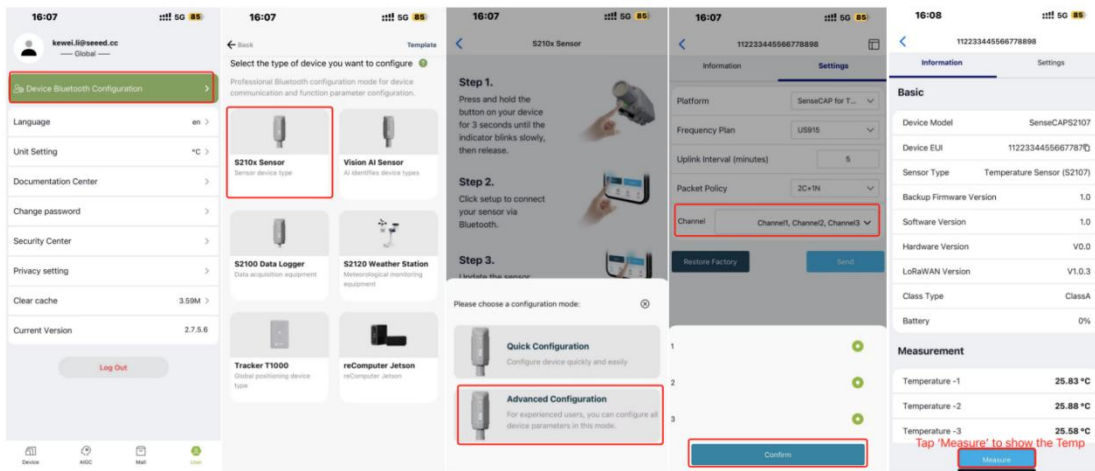 16:07
5G 85
kewei.li@seeed.cc
Global
Device Bluetooth Configuration
Language
en >
Unit Setting
°C >
Documentation Center
>
Change password
>
Security Center
>
Privacy setting
>
Clear cache
3.59M >
Current Version
2.7.5.6
Log Out
Device
AIGC
Mall
User
16:07
5G 85
Back
Template
Select the type of device you want to configure
Professional Bluetooth configuration mode for device
communication and function parameter configuration.
S210x Sensor
Sensor device type
Vision AI Sensor
AI identifies device types
S2100 Data Logger
Data acquisition equipment
S2120 Weather Station
Meteorological monitoring
equipment
Tracker T1000
Global positioning device
type
reComputer Jetson
reComputer Jetson
16:07
5G 85
S210x Sensor
Step 1.
Press and hold the
button on your device
for 3 seconds until the
indicator blinks slowly,
then release.
Step 2.
Click setup to connect
your sensor via
Bluetooth.
Step 3.
Update the sensor
Please choose a configuration mode:
Quick Configuration
Configure device quickly and easily
Advanced Configuration
For experienced users, you can configure all
device parameters in this mode.
16:07
5G 85
112233445566778898
Information
Settings
Platform
SenseCAP for T...
Frequency Plan
US915
Uplink Interval (minutes)
5
Packet Policy
2C+1N
Channel
Channel1, Channel2, Channel3
Restore Factory
Send
1
2
3
Confirm
16:08
5G 85
112233445566778898
Information
Settings
Basic
Device Model
SenseCAPS2107
Device EUI
1122334455667787
Sensor Type
Temperature Sensor (S2107)
Backup Firmware Version
1.0
Software Version
1.0
Hardware Version
V0.0
LoRaWAN Version
V1.0.3
Class Type
ClassA
Battery
0%
Measurement
Temperature -1
25.83 °C
Temperature -2
25.88 °C
Temperature -3
25.58 °C
Tap 'Measure' to show the Temp
Measure